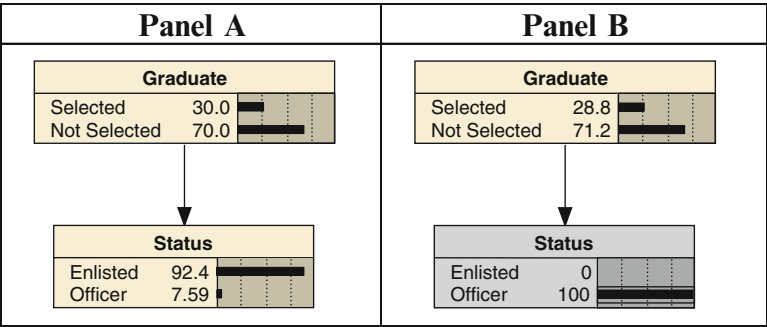 Panel A
Panel B
Graduate
Selected 30.0
Not Selected 70.0
Status
Enlisted 92.4
Officer 7.59
Graduate
Selected 28.8
Not Selected 71.2
Status
Enlisted 0
Officer 100